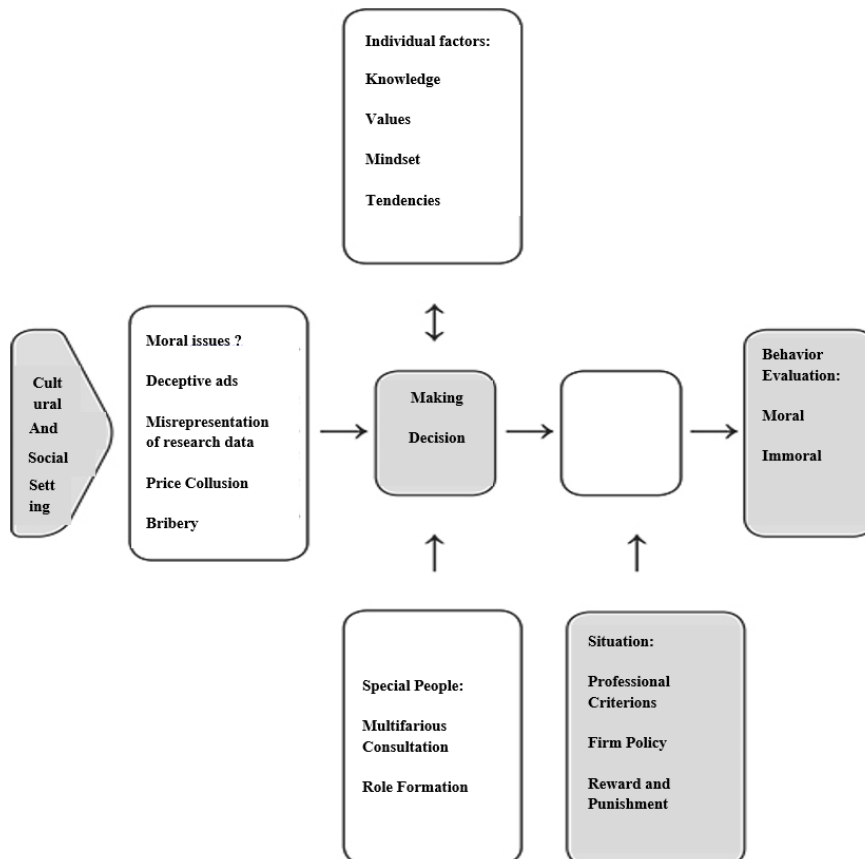 Individual factors:
Knowledge
Values
Mindset
Tendencies
Cult
ural
And
Social
Sett
ing
Moral issues ?
Deceptive ads
Misrepresentation
of research data
Price Collusion
Bribery
Making
Decision
Behavior
Evaluation:
Moral
Immoral
Special People:
Multifarious
Consultation
Role Formation
Situation:
Professional
Criterions
Firm Policy
Reward and
Punishment